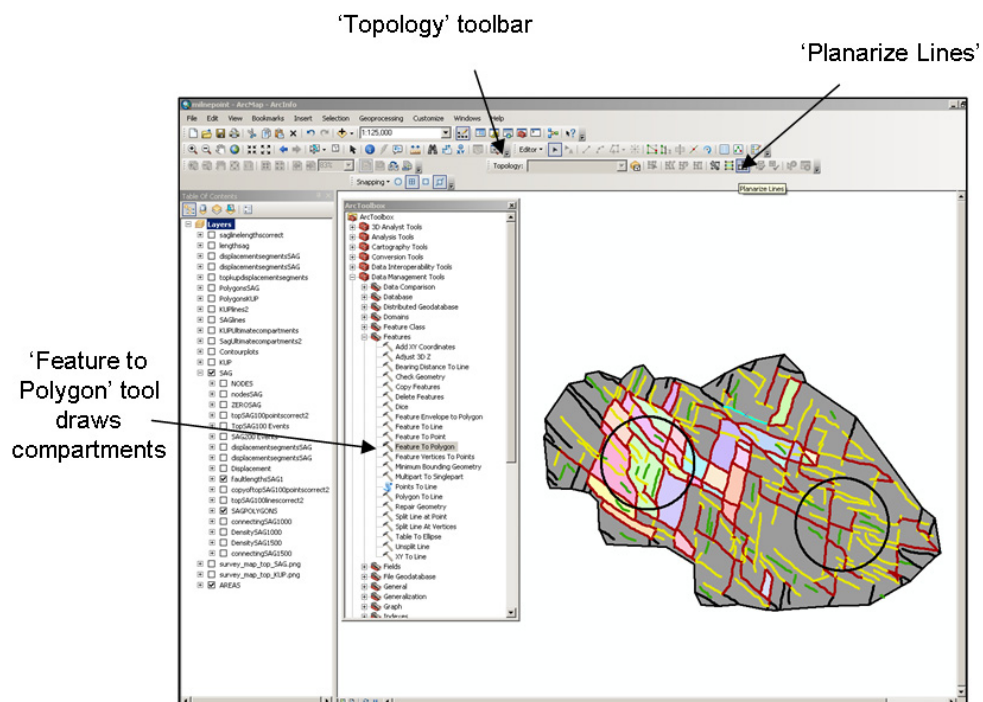 ‘Topology’ toolbar
‘Planarize Lines’
milnepoint - ArcMap - ArcInfo
File Edit View Bookmarks Insert Selection Geoprocessing Customize Windows Help
1:125,000
Editor
Topology:
Snapping
Planarize Lines
Table Of Contents
Layers
saglinelengthscorrect
lengthsag
displacementsegmentsSAG
displacementsegmentsSAG
topkupdisplacementsegments
PolygonsSAG
PolygonsKUP
KUPlines2
SAGlines
KUPUltimatecompartments
SagUltimatecompartments2
Contourplots
KUP
SAG
NODES
nodesSAG
ZEROSAG
topSAG100pointscorrect2
TopSAG100 Events
SAG200 Events
displacementsegmentsSAG
displacementsegmentsSAG
Displacement
FaultlengthsSAG1
copyoftopSAG100pointscorrect2
topSAG100linescorrect2
SAGPOLYGONS
connectingSAG1000
DensitySAG1000
DensitySAG1500
connectingSAG1500
survey_map_top_SAG.png
survey_map_top_KUP.png
AREAS
ArcToolbox
ArcToolbox
3D Analyst Tools
Analysis Tools
Cartography Tools
Conversion Tools
Data Interoperability Tools
Data Management Tools
Data Comparison
Database
Distributed Geodatabase
Domains
Feature Class
Features
Add XY Coordinates
Adjust 3D Z
Bearing Distance To Line
Check Geometry
Copy Features
Delete Features
Dice
Feature Envelope to Polygon
Feature To Line
Feature To Point
Feature To Polygon
Feature Vertices To Points
Minimum Bounding Geometry
Multipart To Singlepart
Points To Line
Polygon To Line
Repair Geometry
Split Line at Point
Split Line At Vertices
Table To Ellipse
Unsplit Line
XY To Line
Fields
File Geodatabase
General
Generalization
Graph
Indexes
‘Feature to
Polygon’ tool
draws
compartments